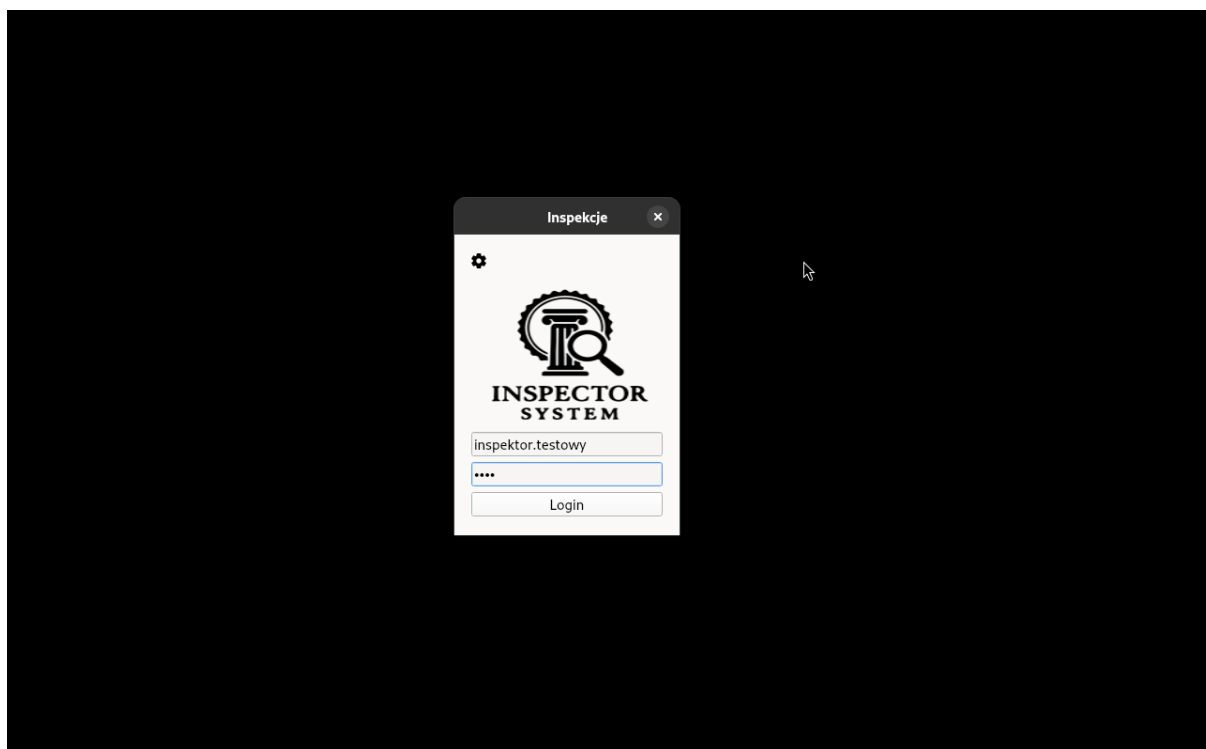 Inspekcje
INSPECTOR
SYSTEM
inspektor.testowy
••••
Login